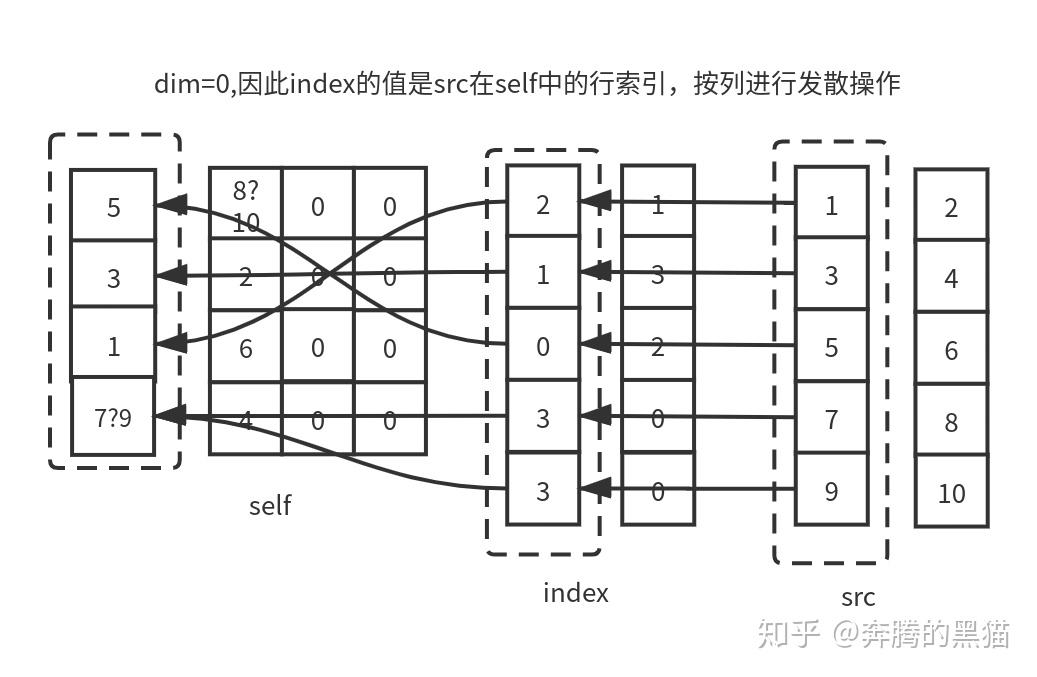 dim=0,因此index的值是src在self中的行索引，按列进行发散操作
5 8? 10 0 0 2 1 1 2
3 2 0 0 1 3 3 4
1 6 0 0 0 2 5 6
7?9 4 0 0 3 0 7 8
3 0 9 10
self
index
src
知乎 @奔腾的黑猫